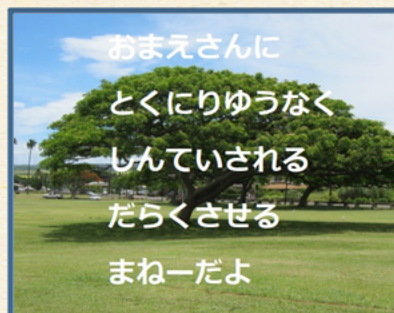 おまえさんに
とくにりゆうなく
しんていされる
だらくさせる
まねーだよ